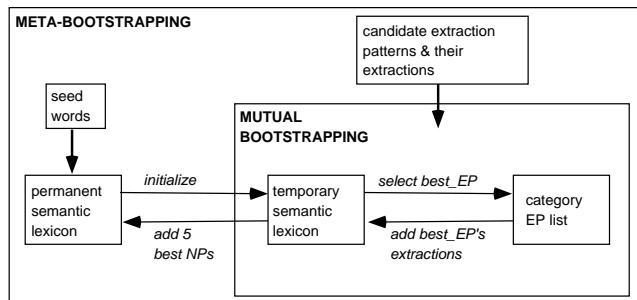 META-BOOTSTRAPPING
candidate extraction
patterns & their
extractions
seed
words
MUTUAL
BOOTSTRAPPING
permanent
semantic
lexicon
initialize
temporary
semantic
lexicon
select best_EP
category
EP list
add 5
best NPs
add best_EP's
extractions